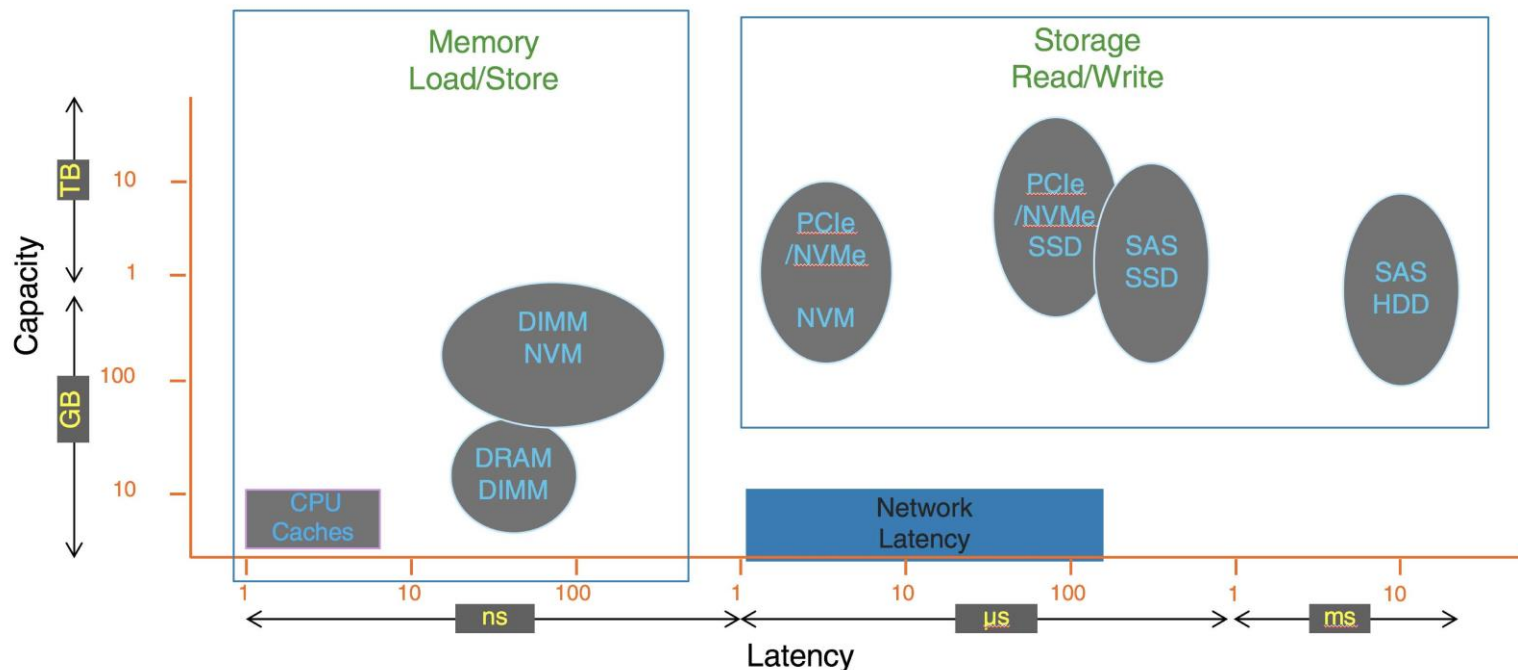 Memory
Load/Store
Storage
Read/Write
Capacity
TB
GB
10
1
100
10
PCIe
/NVMe
NVM
PCIe
/NVMe
SSD
SAS
SSD
SAS
HDD
DIMM
NVM
DRAM
DIMM
CPU
Caches
Network
Latency
1
10
100
1
10
100
1
10
ns
µs
ms
Latency